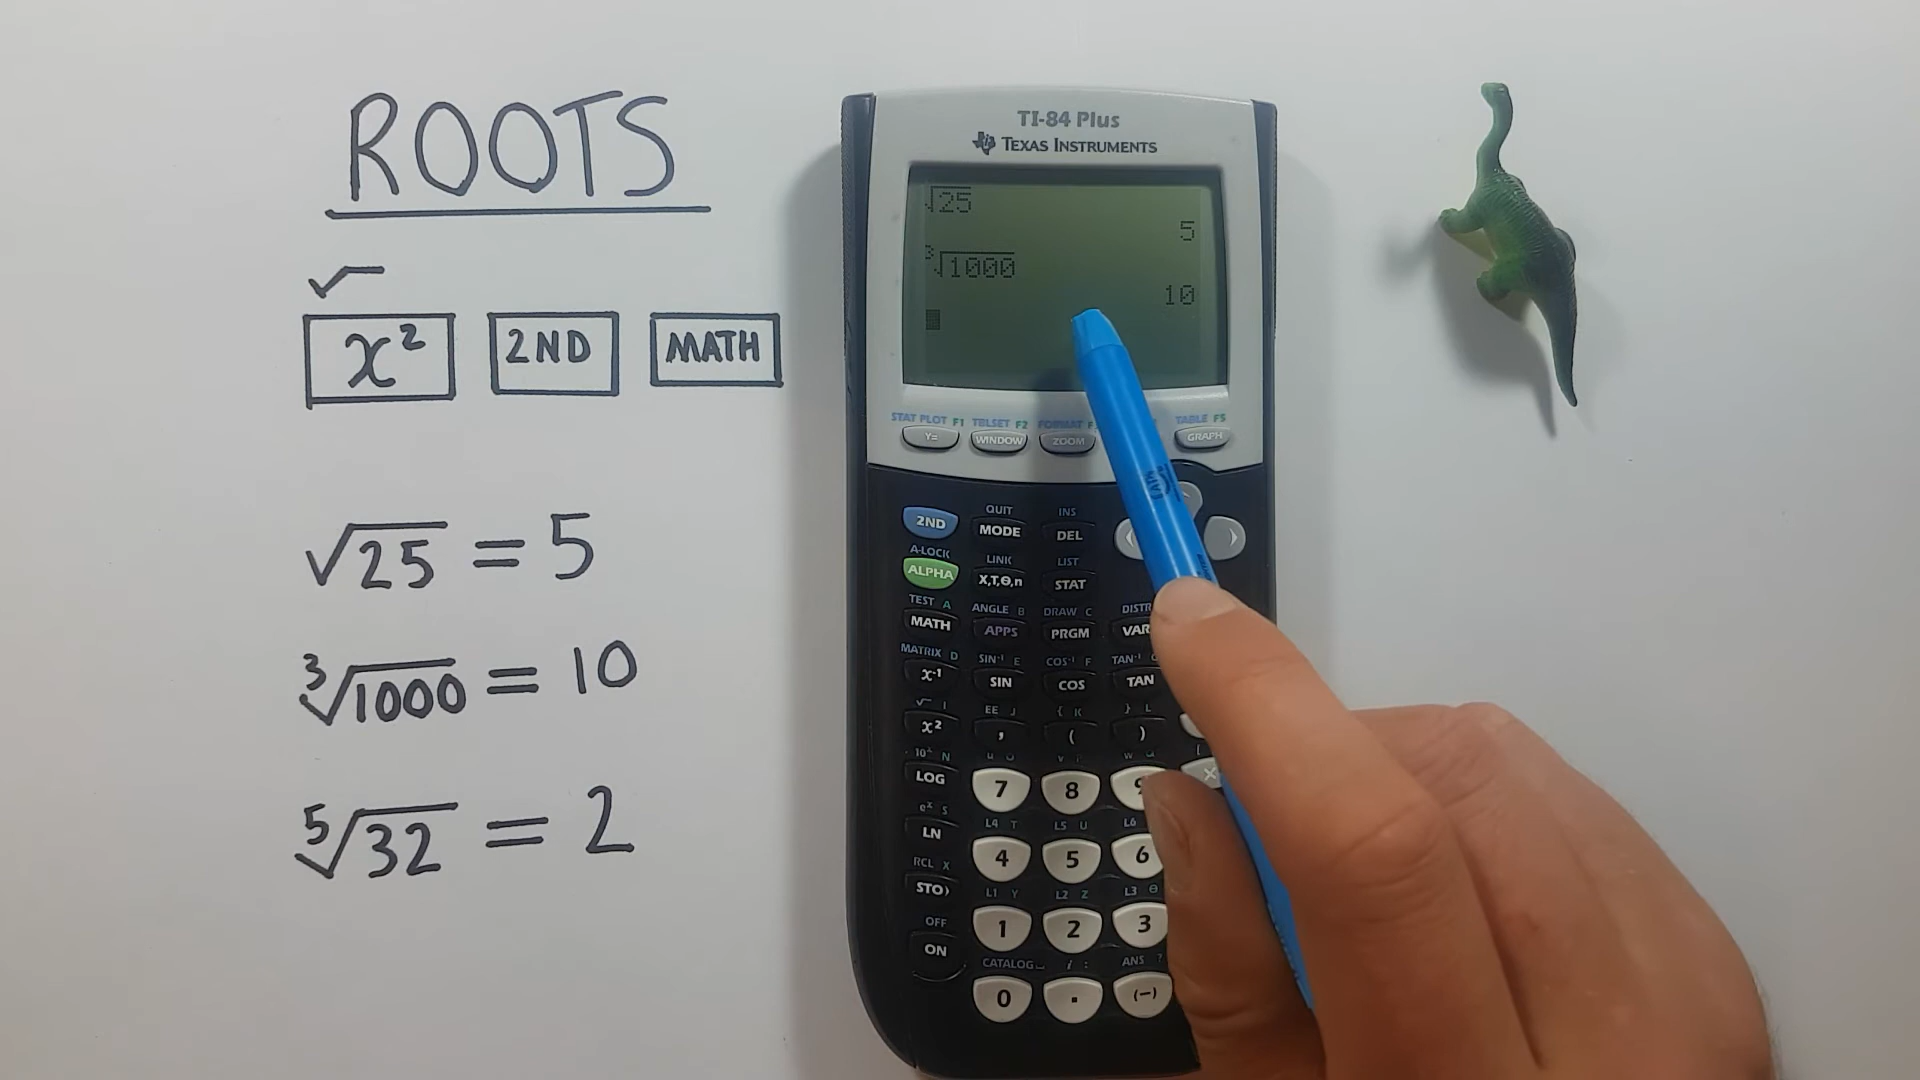 ROOTS
√
x² 2ND MATH
√25 = 5
³√1000 = 10
⁵√32 = 2
TI-84 Plus
TEXAS INSTRUMENTS
√25
5
³√1000
10
STAT PLOT F1 TBLSET F2 FORMAT TABLE F5
Y= WINDOW ZOOM GRAPH
QUIT INS
2ND MODE DEL
A-LOCK LINK LIST
ALPHA X,T,Θ,n STAT
TEST A ANGLE B DRAW C DISTR
MATH APPS PRGM
MATRIX D SIN⁻¹ E COS⁻¹ F TAN⁻¹
x⁻¹ SIN COS TAN
√ I EE J { K } L
x² , ( )
10ˣ N u O v P w Q [
LOG 7 8 9 ×
eˣ S L4 T L5 U L6
LN 4 5 6
RCL X L1 Y L2 Z L3 Θ
STO› 1 2 3
OFF
ON
CATALOG i : ANS ?
0 . (-)